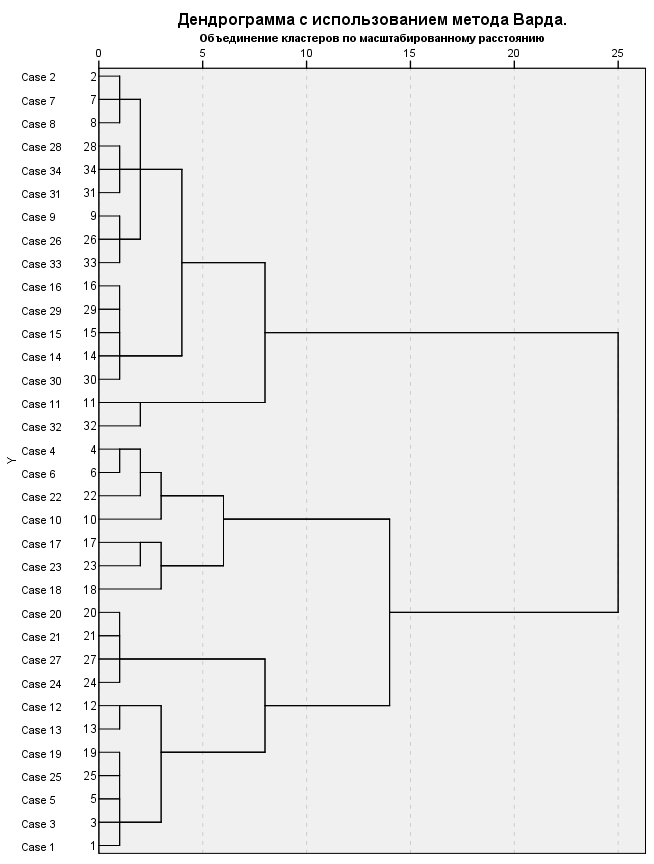 Дендрограмма с использованием метода Варда.
Объединение кластеров по масштабированному расстоянию
0 5 10 15 20 25
Case 2 2
Case 7 7
Case 8 8
Case 28 28
Case 34 34
Case 31 31
Case 9 9
Case 26 26
Case 33 33
Case 16 16
Case 29 29
Case 15 15
Case 14 14
Case 30 30
Case 11 11
Case 32 32
Case 4 4
Y
Case 6 6
Case 22 22
Case 10 10
Case 17 17
Case 23 23
Case 18 18
Case 20 20
Case 21 21
Case 27 27
Case 24 24
Case 12 12
Case 13 13
Case 19 19
Case 25 25
Case 5 5
Case 3 3
Case 1 1